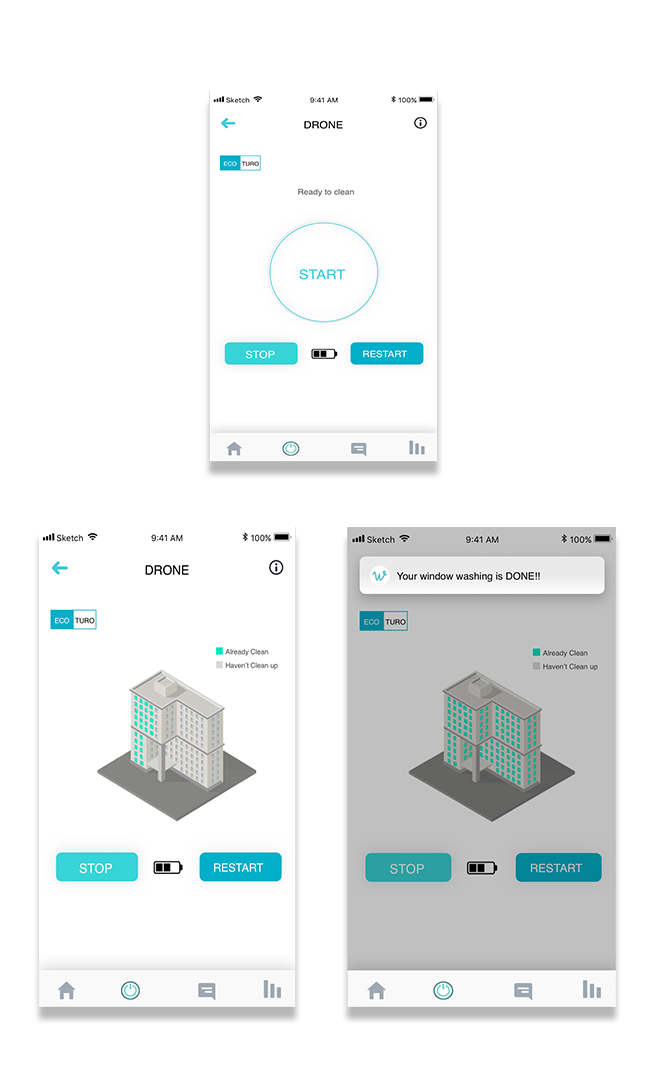 Sketch 9:41 AM 100%
DRONE
ECO TURO
Ready to clean
START
STOP RESTART
Sketch 9:41 AM 100%
DRONE
ECO TURO
Already Clean
Haven't Clean up
STOP RESTART
Sketch 9:41 AM 100%
W Your window washing is DONE!!
ECO TURO
Already Clean
Haven't Clean up
STOP RESTART